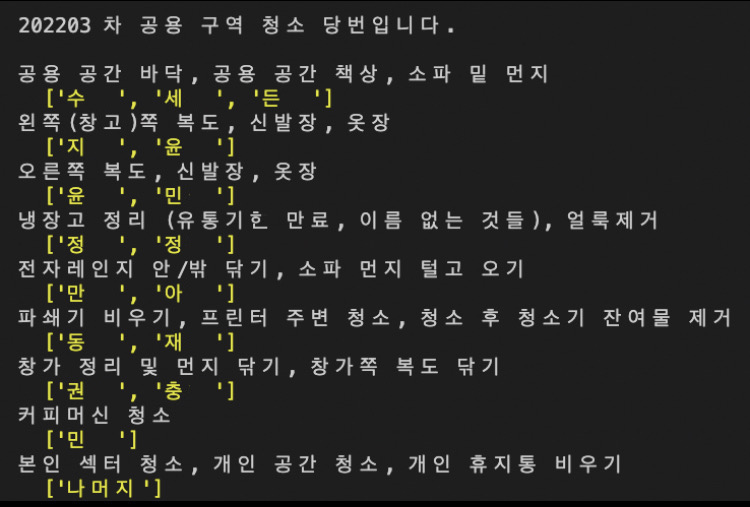 202203 차 공용 구역 청소 당번입니다.
공용 공간 바닥, 공용 공간 책상, 소파 밑 먼지
['수  ', '세  ', '든  ']
왼쪽(창고)쪽 복도, 신발장, 옷장
['지  ', '윤  ']
오른쪽 복도, 신발장, 옷장
['윤  ', '민  ']
냉장고 정리 (유통기한 만료, 이름 없는 것들), 얼룩제거
['정  ', '정  ']
전자레인지 안/밖 닦기, 소파 먼지 털고 오기
['만  ', '아  ']
파쇄기 비우기, 프린터 주변 청소, 청소 후 청소기 잔여물 제거
['동  ', '재  ']
창가 정리 및 먼지 닦기, 창가쪽 복도 닦기
['권  ', '충  ']
커피머신 청소
['민  ']
본인 섹터 청소, 개인 공간 청소, 개인 휴지통 비우기
['나머지']